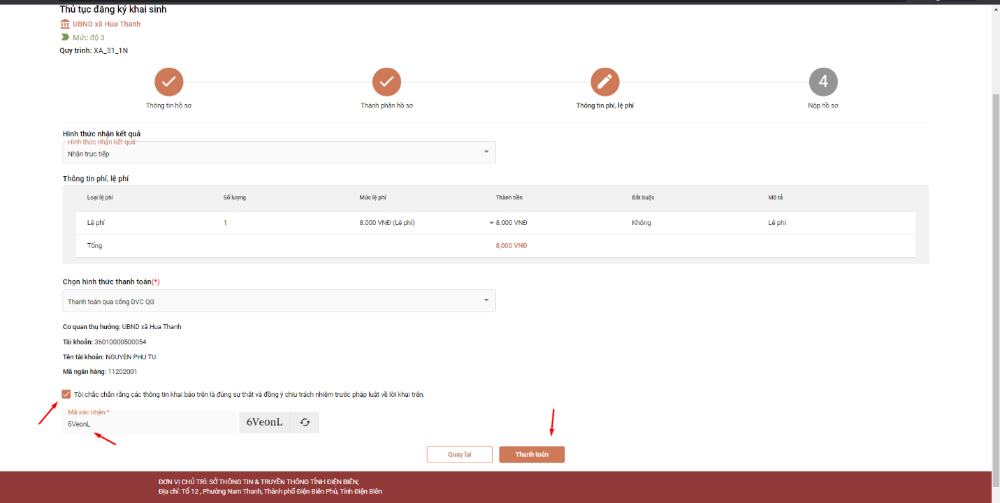 Thủ tục đăng ký khai sinh
UBND xã Hua Thanh
Mức độ 3
Quy trình: XA_31_1N
4
Thông tin hồ sơ
Thành phần hồ sơ
Thông tin phí, lệ phí
Nộp hồ sơ
Hình thức nhận kết quả
Hình thức nhận kết quả
Nhận trực tiếp
Thông tin phí, lệ phí
Loại lệ phí Số lượng Mức lệ phí Thành tiền Bắt buộc Mô tả
Lệ phí 1 8.000 VNĐ (Lệ phí) 8.000 VNĐ Không Lệ phí
Tổng 8,000 VNĐ
Chọn hình thức thanh toán(*)
Thanh toán qua cổng DVC QG
Cơ quan thụ hưởng: UBND xã Hua Thanh
Tài khoản: 36010000500054
Tên tài khoản: NGUYEN PHU TU
Mã ngân hàng: 11202001
Tôi chắc chắn rằng các thông tin khai báo trên là đúng sự thật và đồng ý chịu trách nhiệm trước pháp luật về lời khai trên.
Mã xác nhận *
6VeonL
6VeonL
Quay lại
Thanh toán
ĐƠN VỊ CHỦ TRÌ: SỞ THÔNG TIN & TRUYỀN THÔNG TỈNH ĐIỆN BIÊN;
Địa chỉ: Tổ 12 , Phường Nam Thanh, Thành phố Điện Biên Phủ, Tỉnh Điện Biên